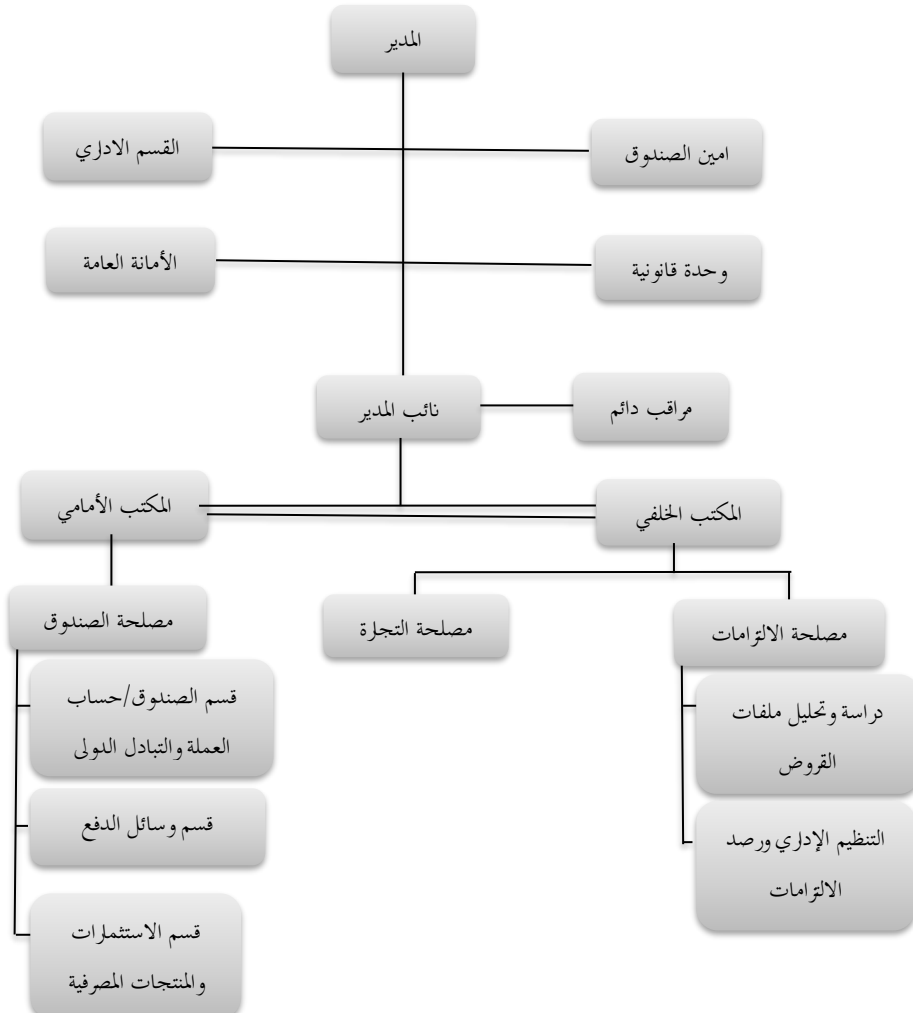 المدير
امين الصندوق
القسم الاداري
وحدة قانونية
الأمانة العامة
مراقب دائم
نائب المدير
المكتب الخلفي
المكتب الأمامي
مصلحة الالتزامات
مصلحة التجارة
مصلحة الصندوق
دراسة وتحليل ملفات
القروض
التنظيم الإداري ورصد
الالتزامات
قسم الصندوق/حساب
العملة والتبادل الدولى
قسم وسائل الدفع
قسم الاستثمارات
والمنتجات المصرفية